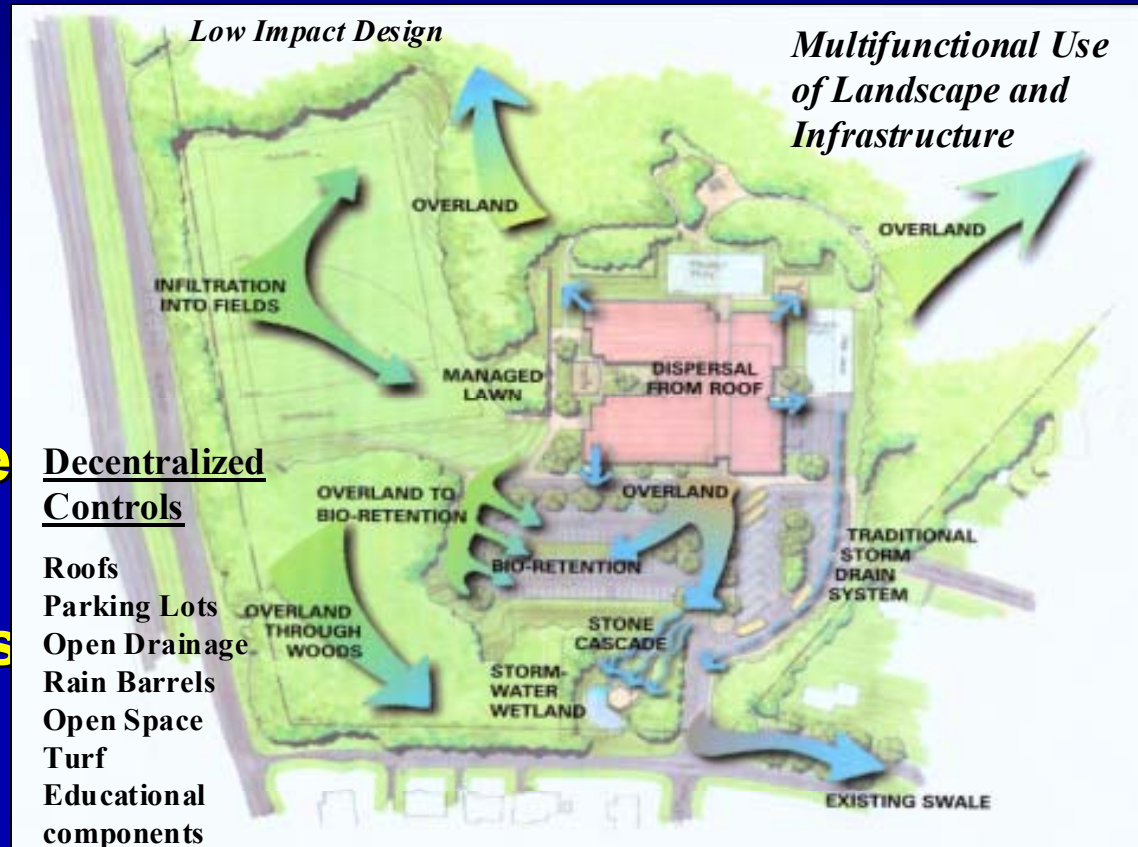 Low Impact Design
Multifunctional Use
of Landscape and
Infrastructure
OVERLAND
OVERLAND
INFILTRATION
INTO FIELDS
MANAGED
LAWN
DISPERSAL
FROM ROOF
e
Decentralized
Controls
OVERLAND TO
BIO-RETENTION
OVERLAND
BIO-RETENTION
TRADITIONAL
STORM
DRAIN
SYSTEM
Roofs
Parking Lots
Open Drainage
Rain Barrels
Open Space
Turf
Educational
components
s
OVERLAND
THROUGH
WOODS
STONE
CASCADE
STORM-
WATER
WETLAND
EXISTING SWALE